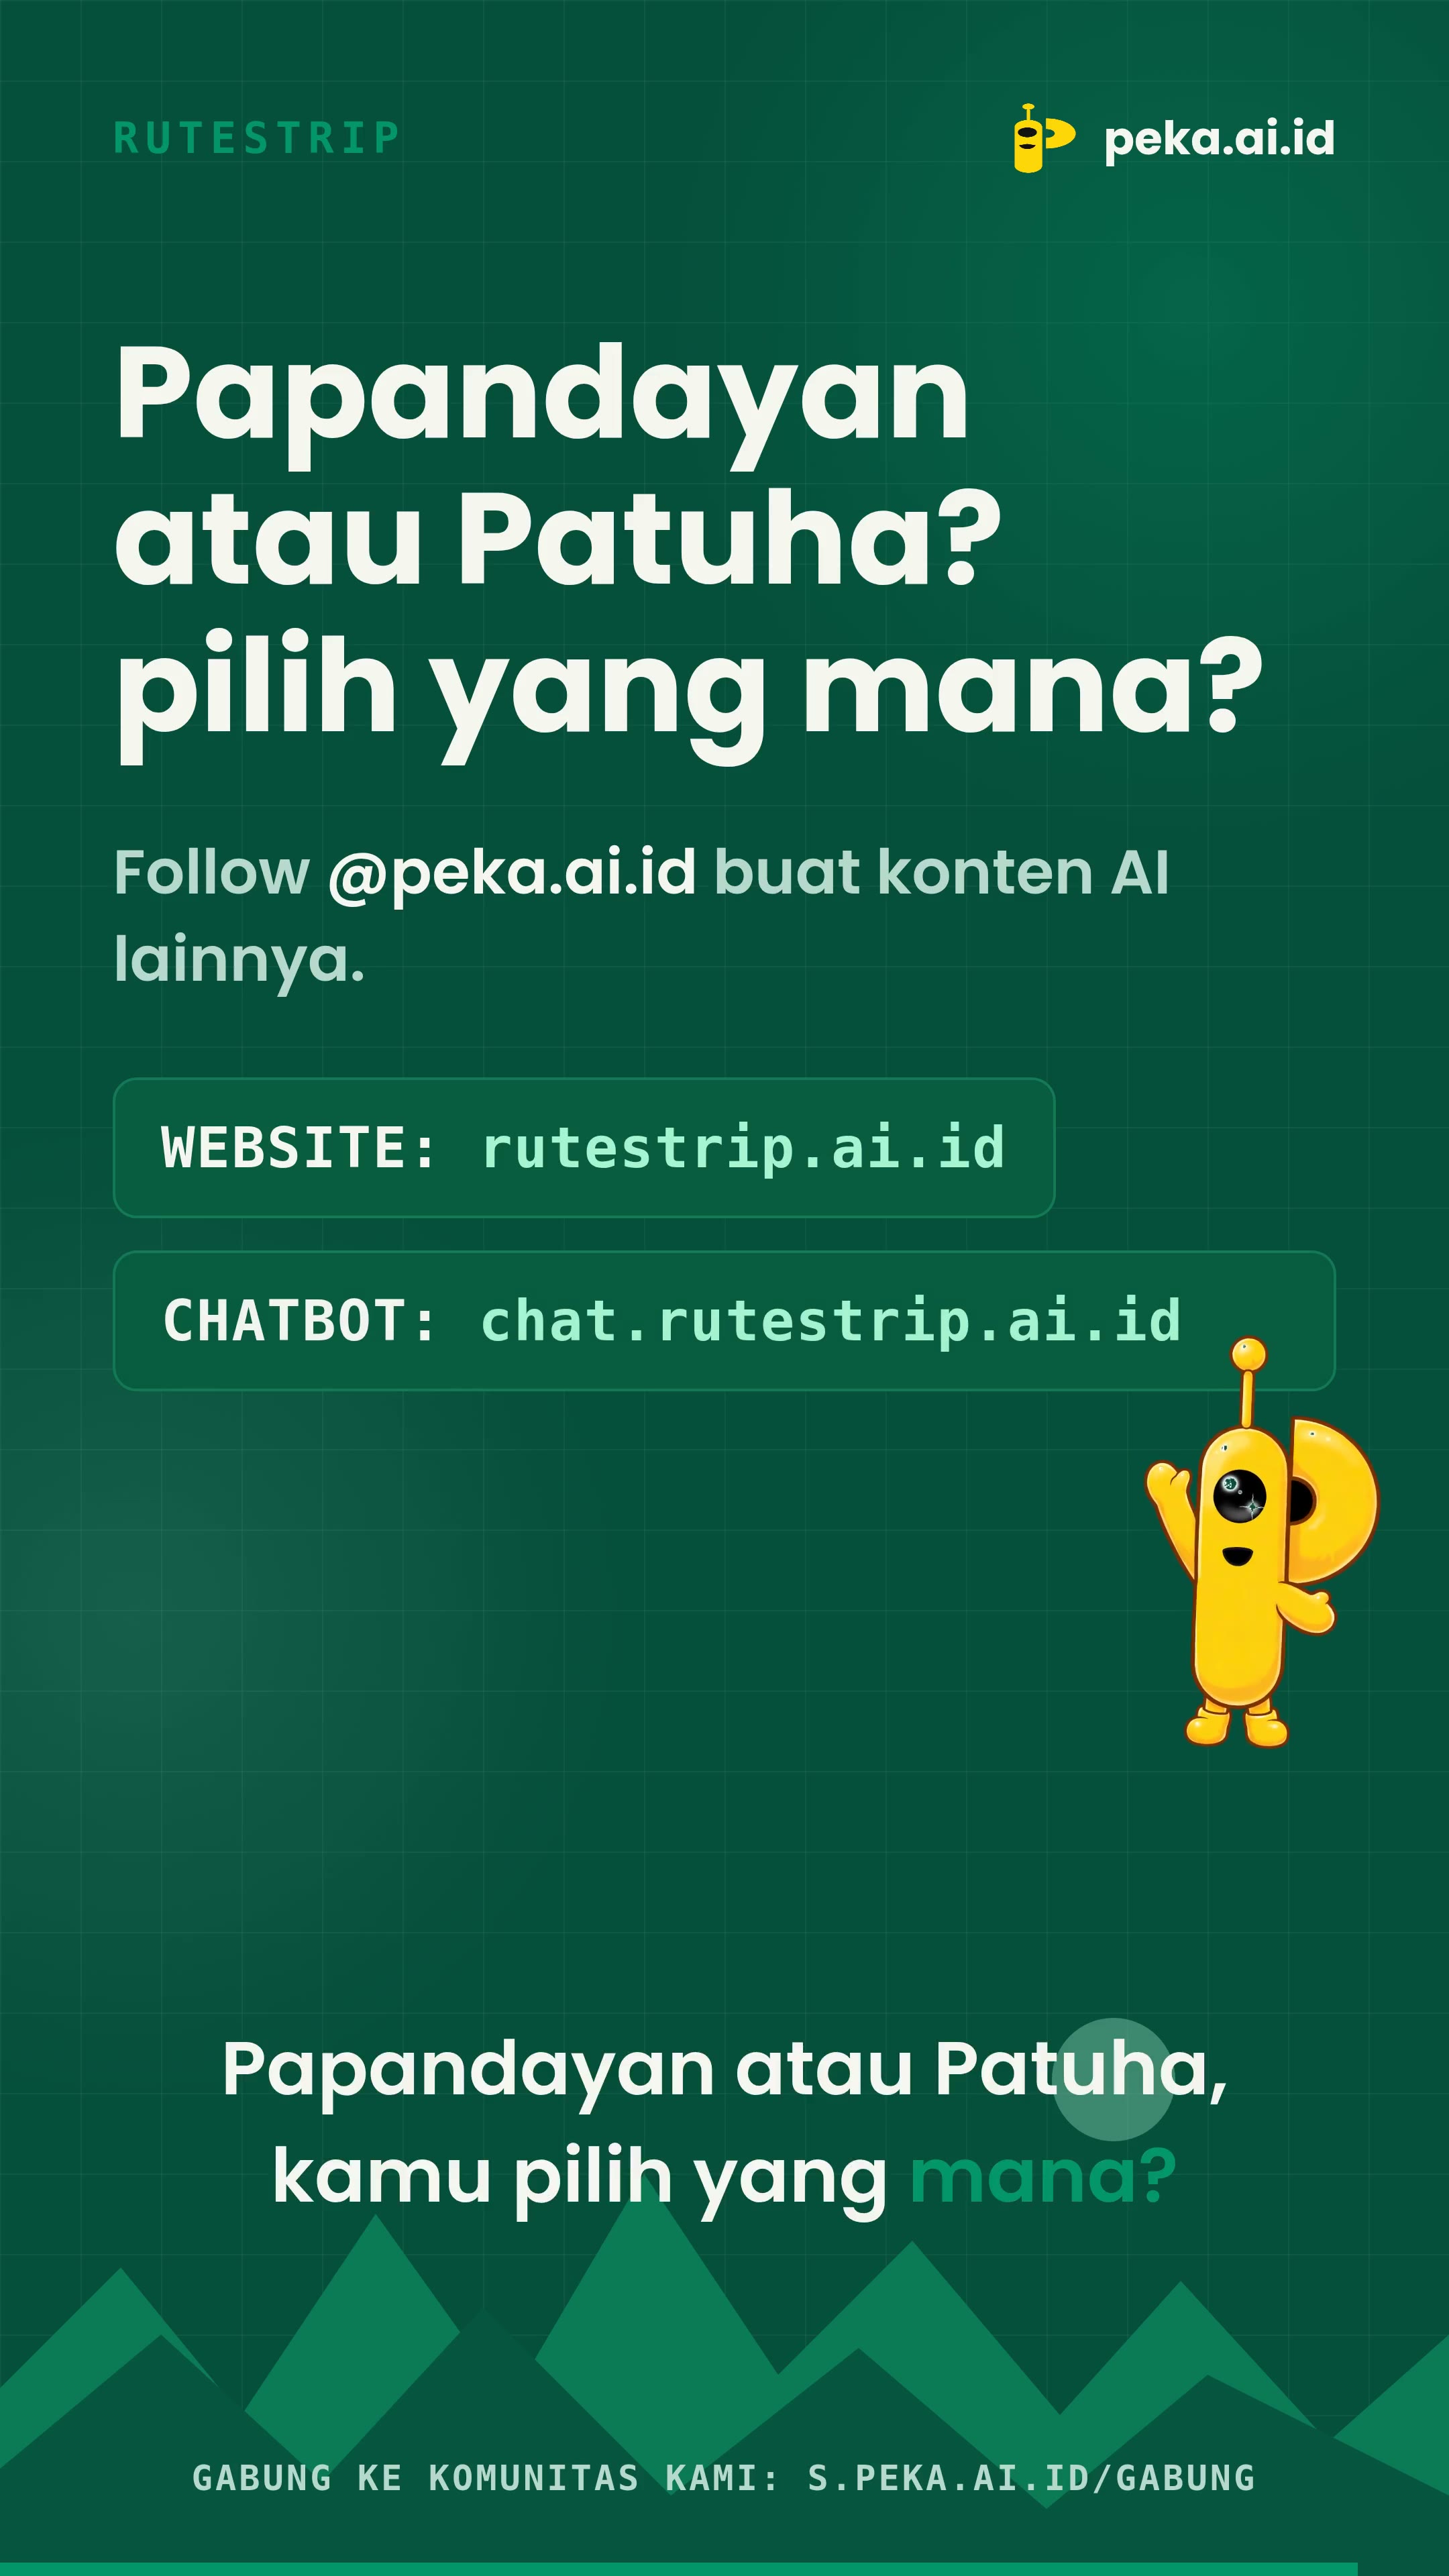 RUTESTRIP
peka.ai.id
Papandayan
atau Patuha?
pilih yang mana?
Follow @peka.ai.id buat konten AI
lainnya.
WEBSITE: rutestrip.ai.id
CHATBOT: chat.rutestrip.ai.id
Papandayan atau Patuha,
kamu pilih yang mana?
GABUNG KE KOMUNITAS KAMI: S.PEKA.AI.ID/GABUNG